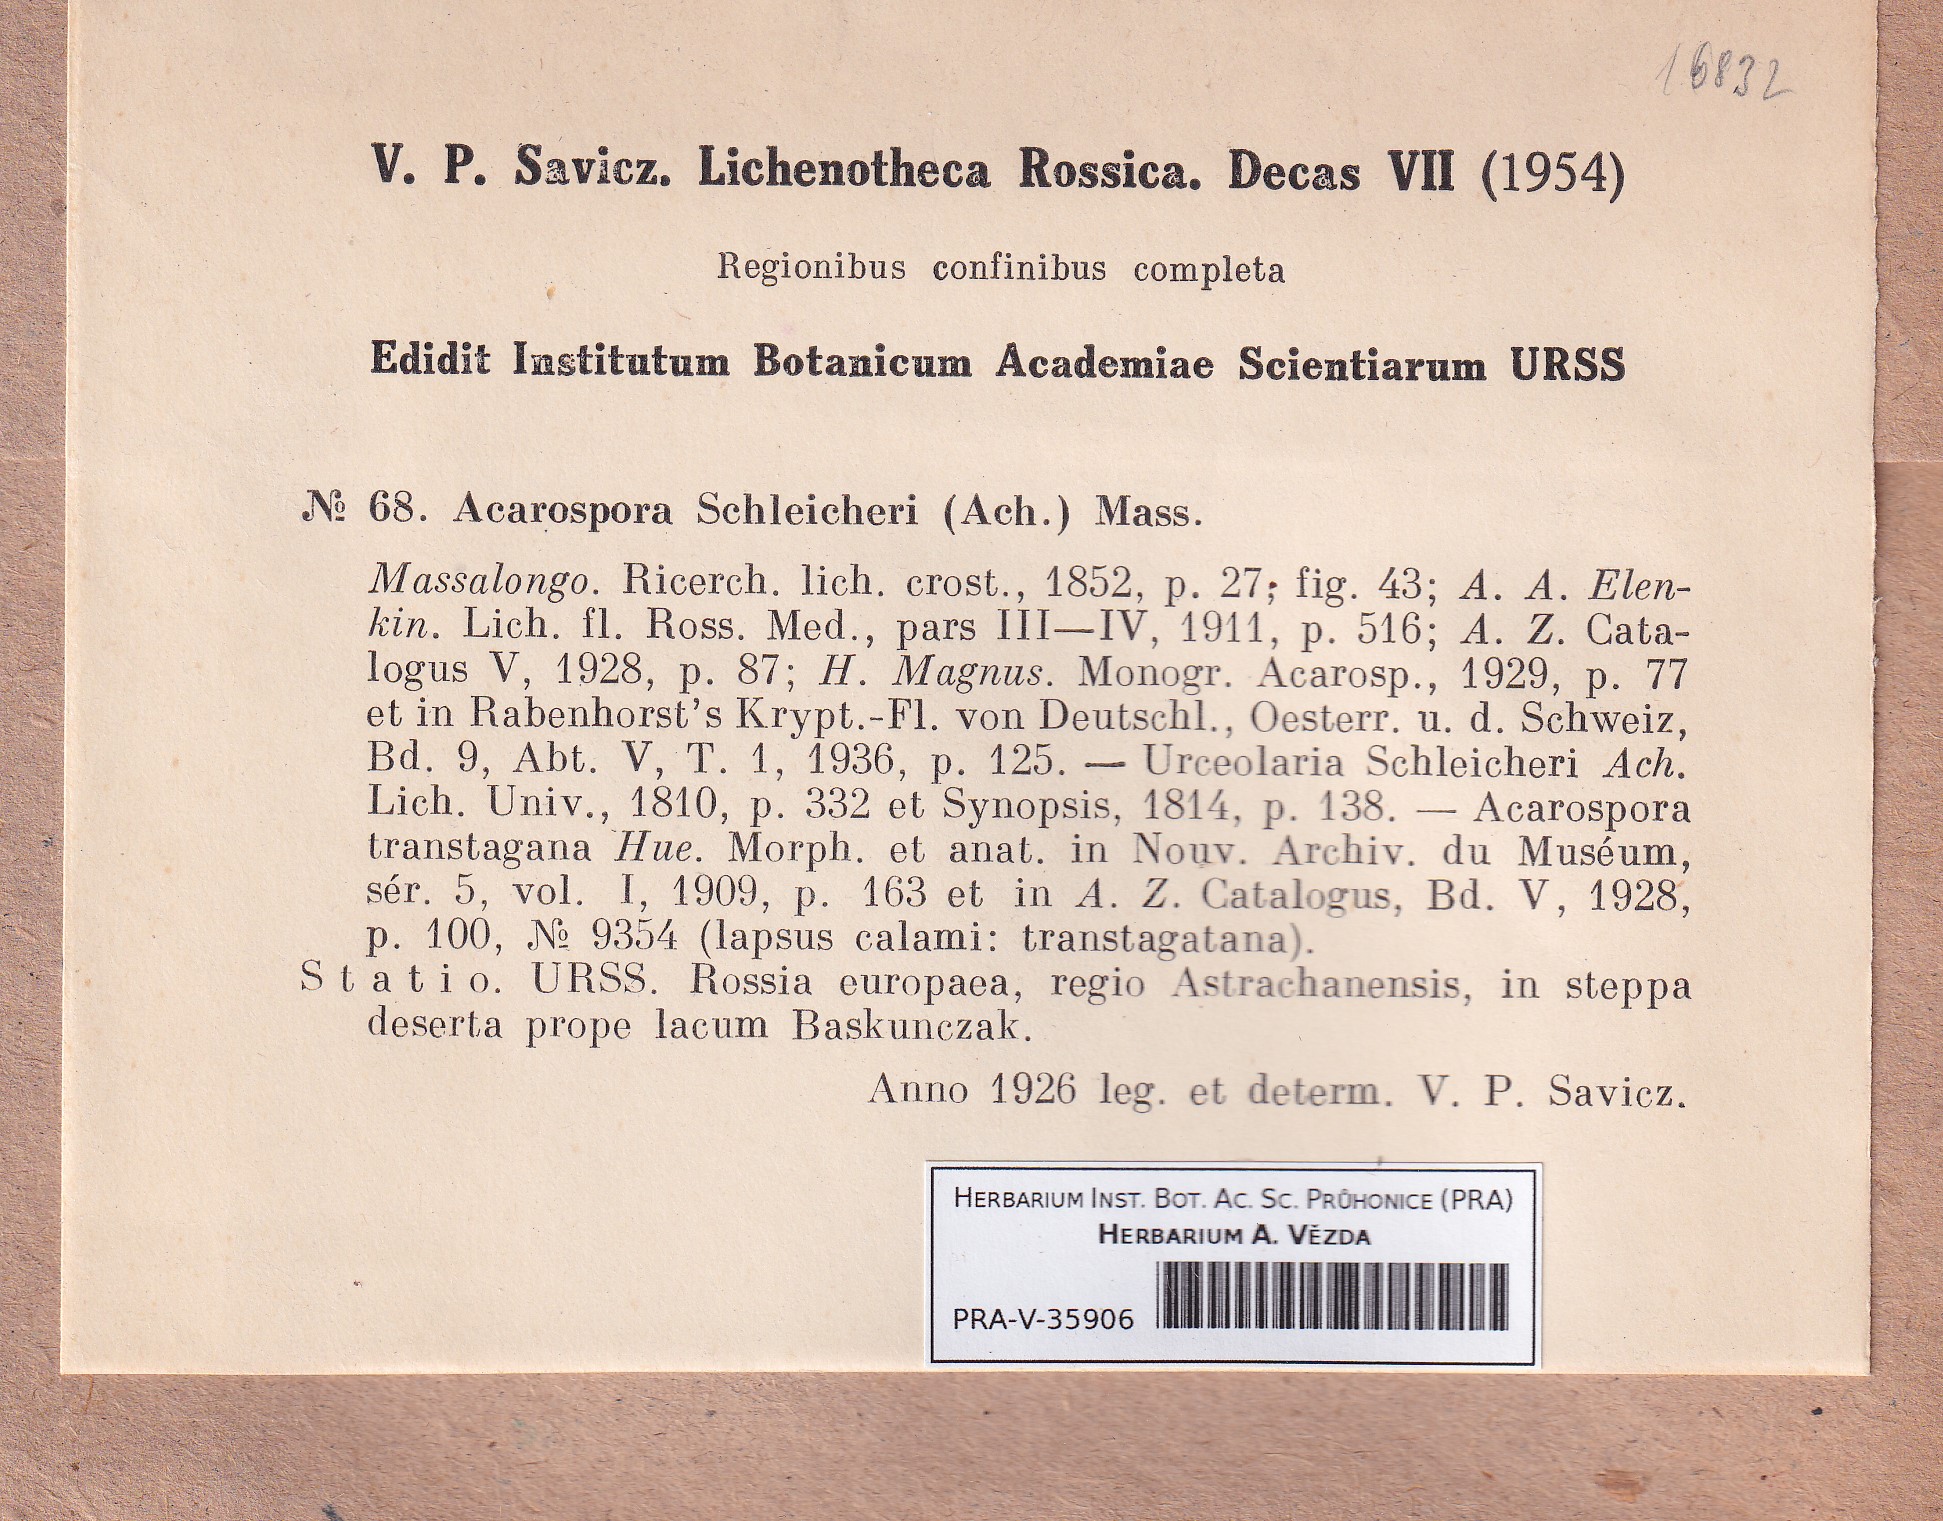 16832
V. P. Savicz. Lichenotheca Rossica. Decas VII (1954)
Regionibus confinibus completa
Edidit Institutum Botanicum Academiae Scientiarum URSS
№ 68. Acarospora Schleicheri (Ach.) Mass.
Massalongo. Ricerch. lich. crost., 1852, p. 27; fig. 43; A. A. Elen-
kin. Lich. fl. Ross. Med., pars III—IV, 1911, p. 516; A. Z. Cata-
logus V, 1928, p. 87; H. Magnus. Monogr. Acarosp., 1929, p. 77
et in Rabenhorst's Krypt.-Fl. von Deutschl., Oesterr. u. d. Schweiz,
Bd. 9, Abt. V, T. 1, 1936, p. 125. — Urceolaria Schleicheri Ach.
Lich. Univ., 1810, p. 332 et Synopsis, 1814, p. 138. — Acarospora
transtagana Hue. Morph. et anat. in Nouv. Archiv. du Muséum,
sér. 5, vol. I, 1909, p. 163 et in A. Z. Catalogus, Bd. V, 1928,
p. 100, № 9354 (lapsus calami: transtagatana).
Statio. URSS. Rossia europaea, regio Astrachanensis, in steppa
deserta prope lacum Baskunczak.
Anno 1926 leg. et determ. V. P. Savicz.
HERBARIUM INST. BOT. AC. SC. PRŮHONICE (PRA)
HERBARIUM A. VĚZDA
PRA-V-35906